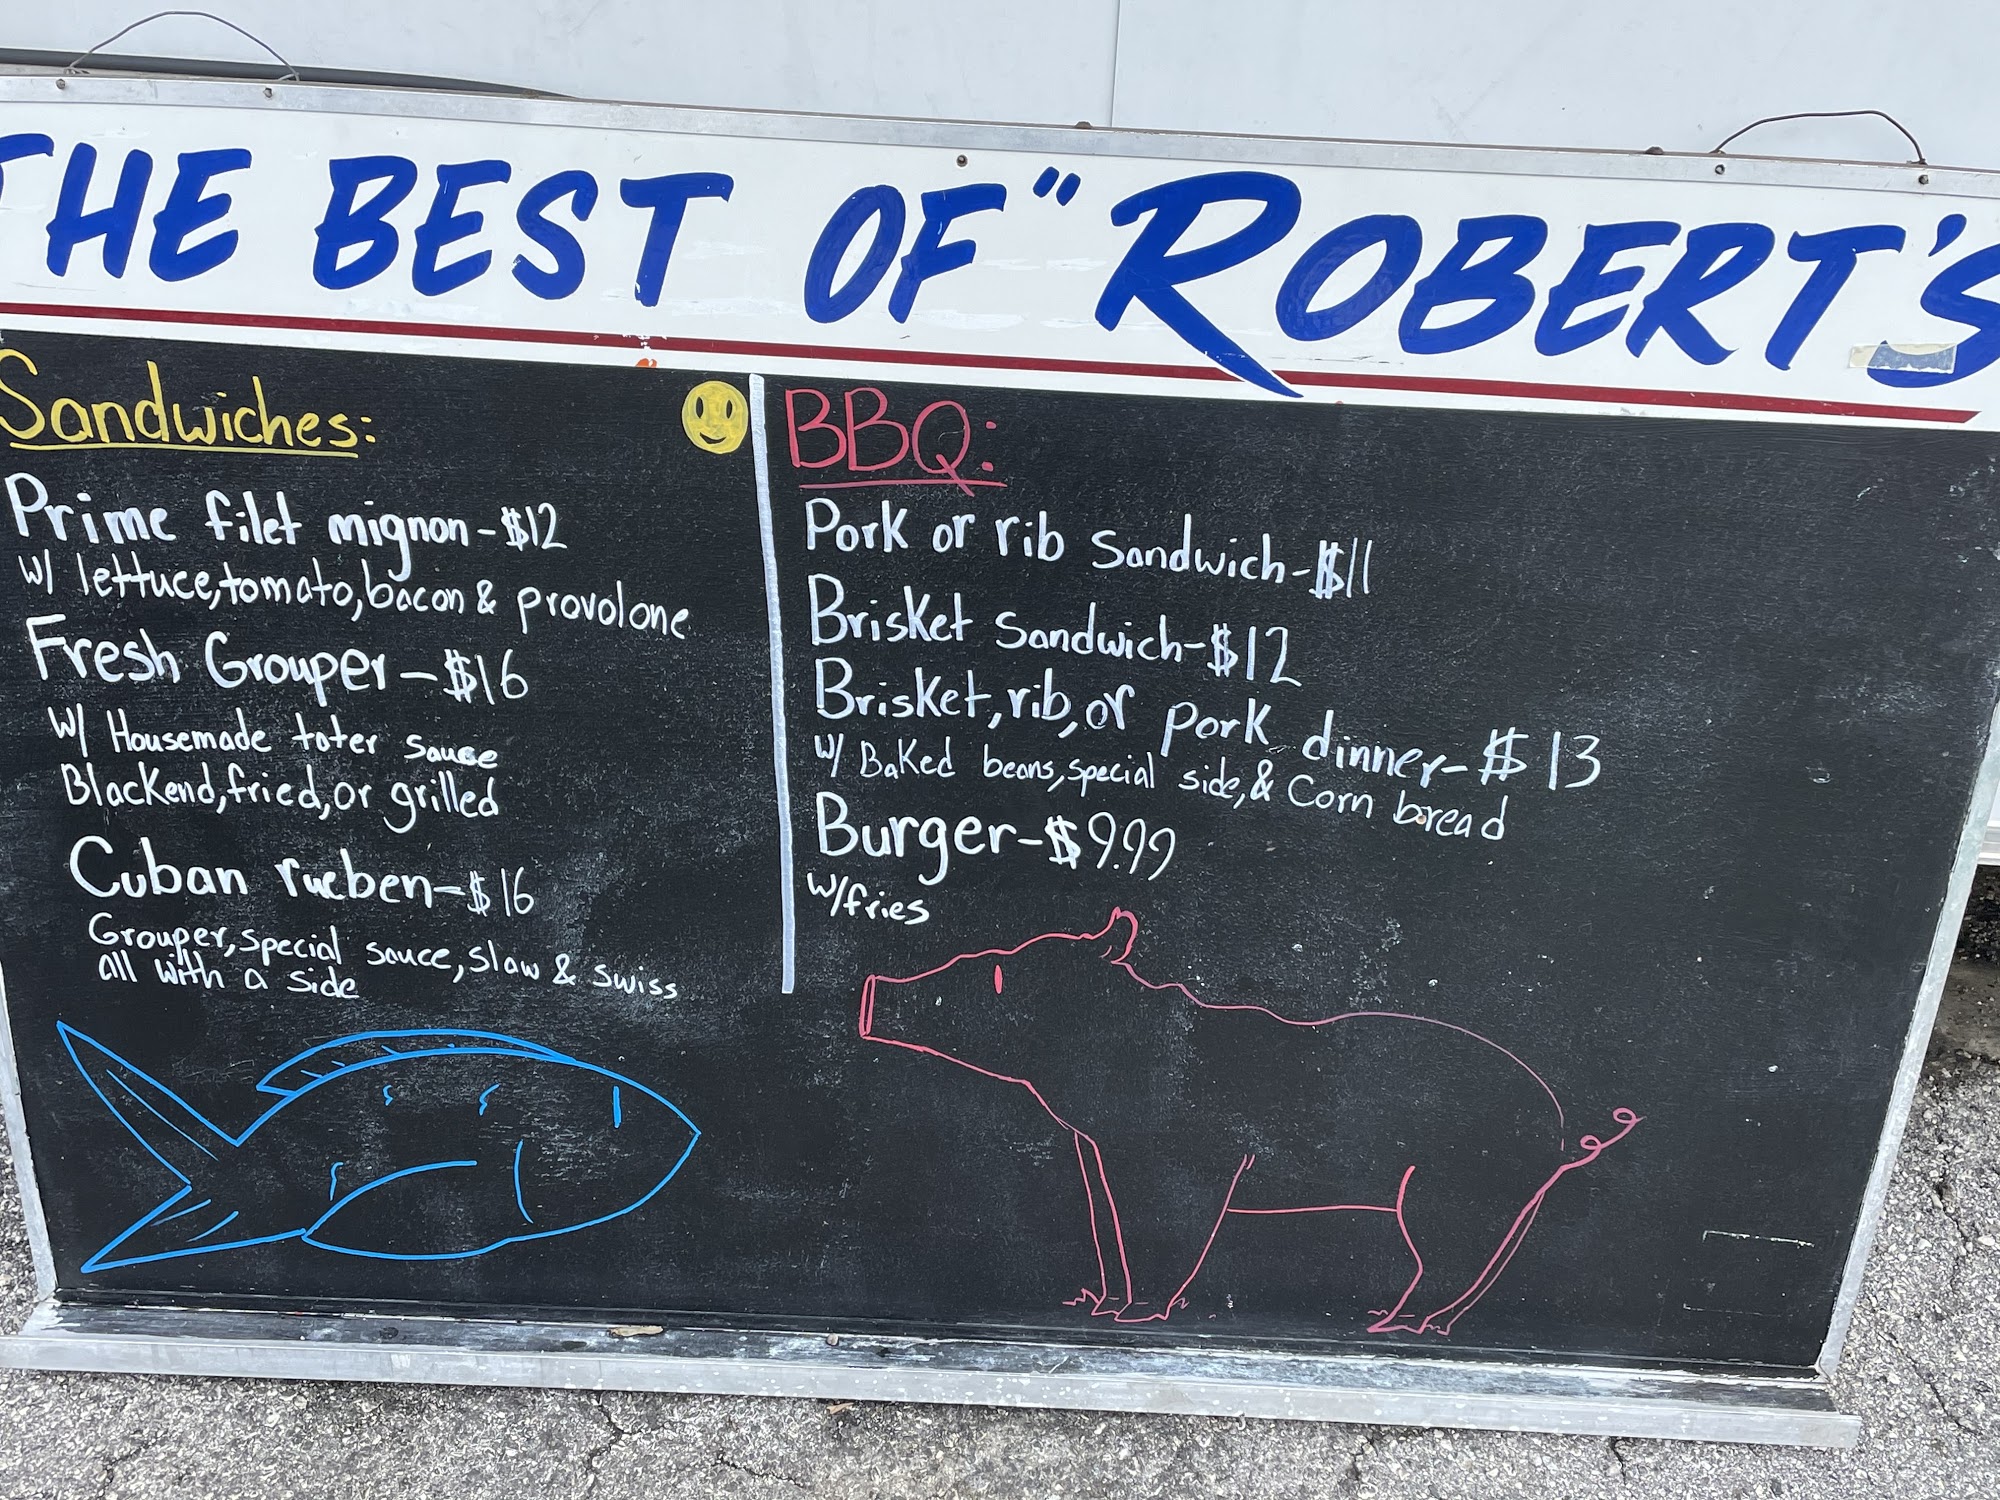 THE BEST OF "ROBERT'S
Sandwiches:
Prime filet mignon-$12
w/ lettuce,tomato,bacon & provolone
Fresh Grouper-$16
w/ Housemade tater sauce
Blackend,fried,or grilled
Cuban rueben-$16
Grouper,special sauce,slaw & swiss
all with a side
BBQ:
Pork or rib sandwich-$11
Brisket sandwich-$12
Brisket,rib,or pork dinner-$13
w/ Baked beans,special side,& Corn bread
Burger-$9.99
w/fries